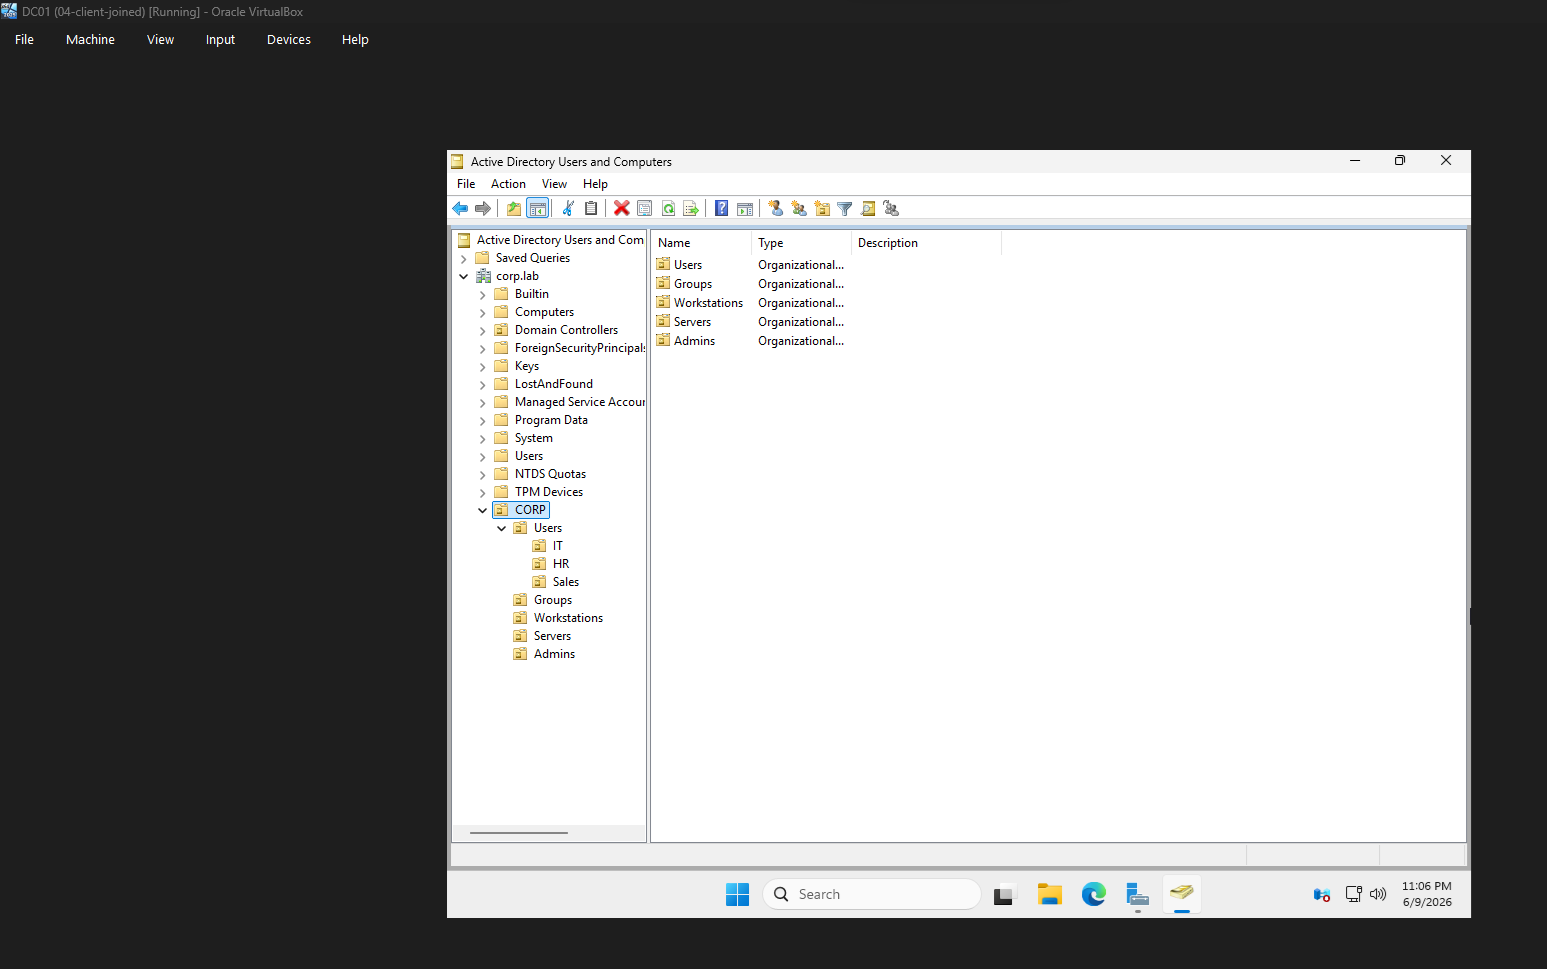 DC01 (04-client-joined) [Running] - Oracle VirtualBox
File Machine View Input Devices Help
Active Directory Users and Computers
File Action View Help
Active Directory Users and Com
Saved Queries
corp.lab
Builtin
Computers
Domain Controllers
ForeignSecurityPrincipals
Keys
LostAndFound
Managed Service Accour
Program Data
System
Users
NTDS Quotas
TPM Devices
CORP
Users
IT
HR
Sales
Groups
Workstations
Servers
Admins
Name Type Description
Users Organizational...
Groups Organizational...
Workstations Organizational...
Servers Organizational...
Admins Organizational...
Search
11:06 PM
6/9/2026